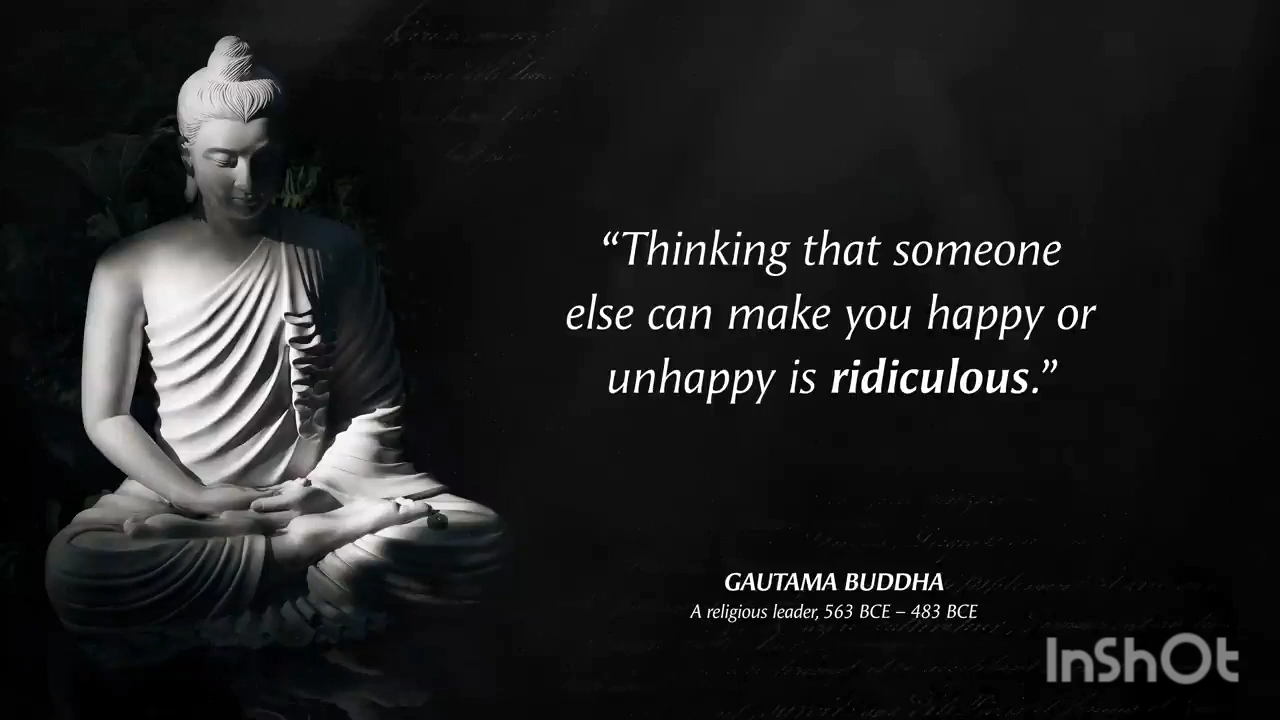 “Thinking that someone
else can make you happy or
unhappy is ridiculous.”
GAUTAMA BUDDHA
A religious leader, 563 BCE – 483 BCE
InShOt